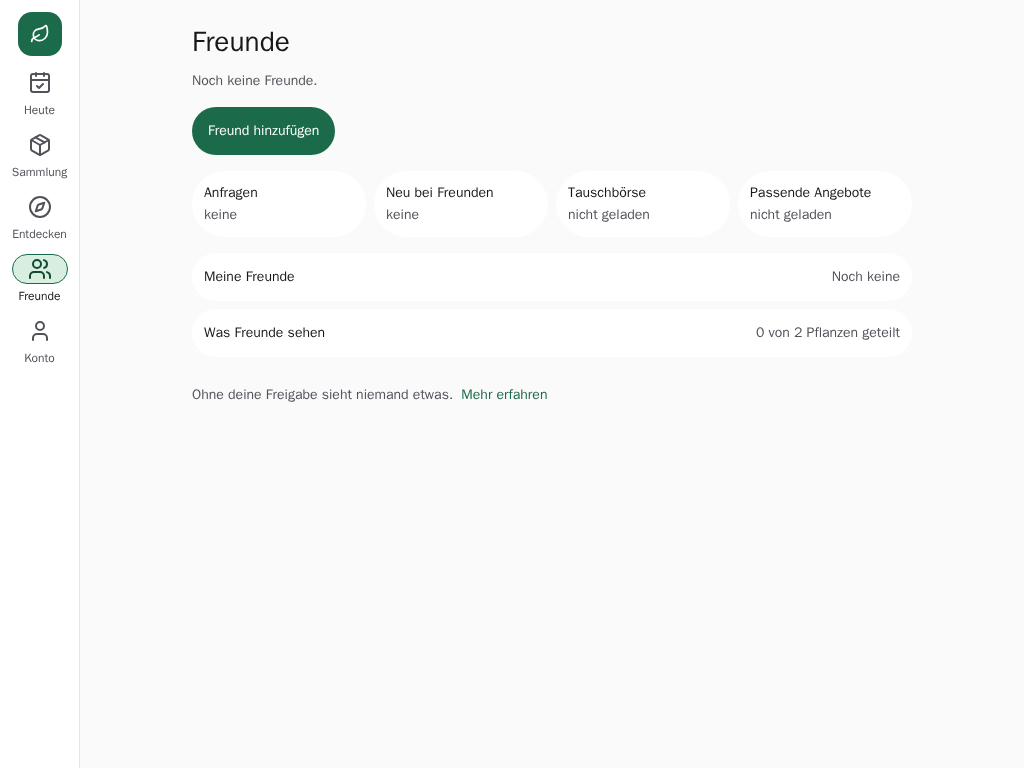 Freunde
Noch keine Freunde.
Freund hinzufügen
Anfragen
keine
Neu bei Freunden
keine
Tauschbörse
nicht geladen
Passende Angebote
nicht geladen
Meine Freunde
Noch keine
Was Freunde sehen
0 von 2 Pflanzen geteilt
Ohne deine Freigabe sieht niemand etwas. Mehr erfahren
Heute
Sammlung
Entdecken
Freunde
Konto